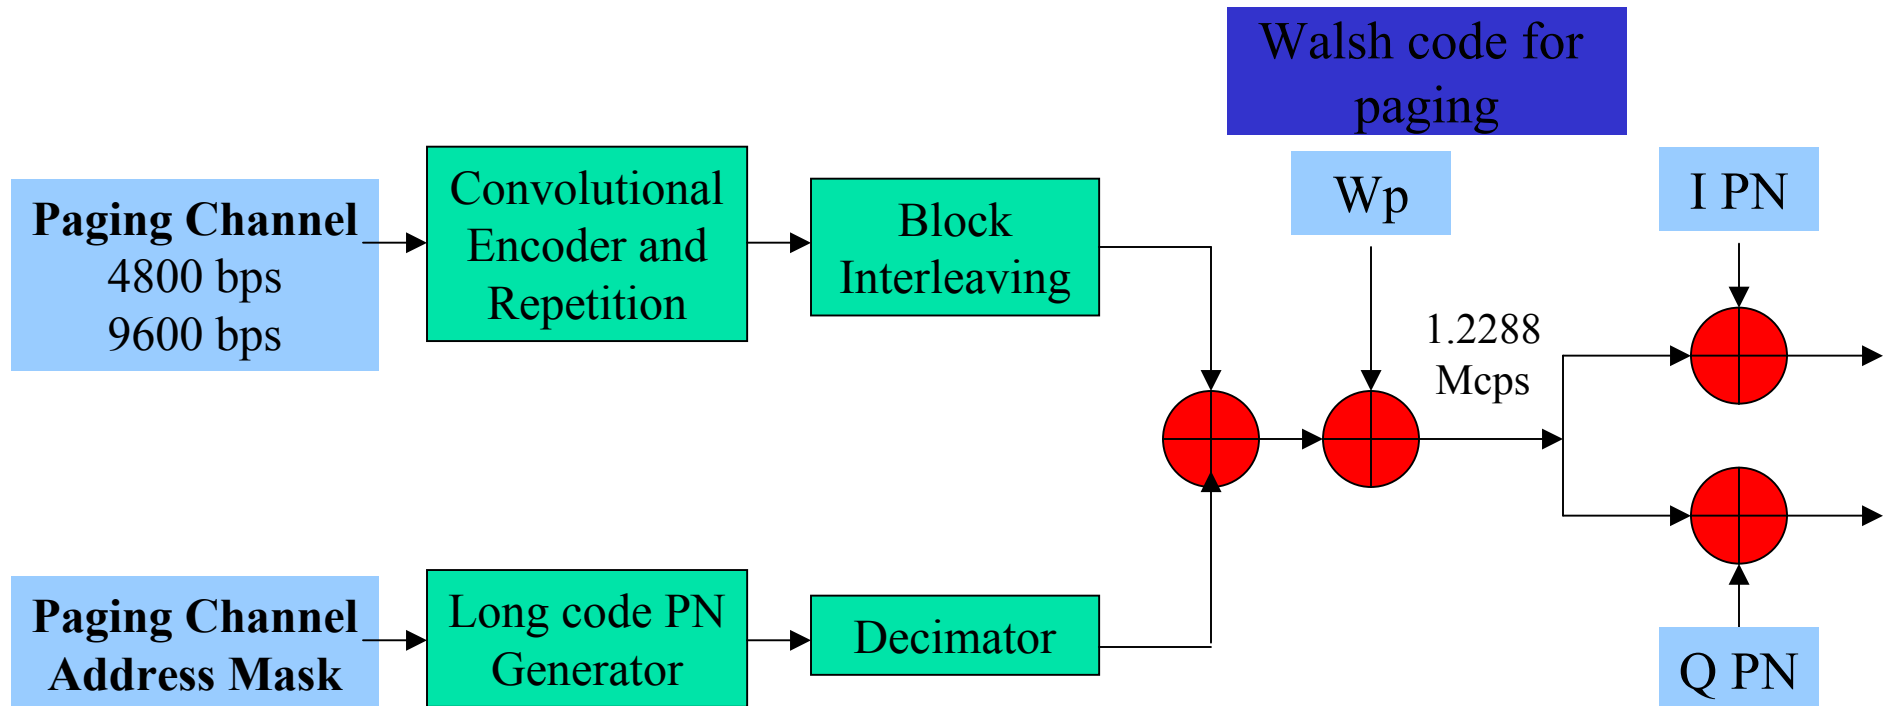 Walsh code for
paging
Paging Channel
4800 bps
9600 bps
Convolutional
Encoder and
Repetition
Block
Interleaving
Wp
I PN
1.2288
Mcps
Paging Channel
Address Mask
Long code PN
Generator
Decimator
Q PN